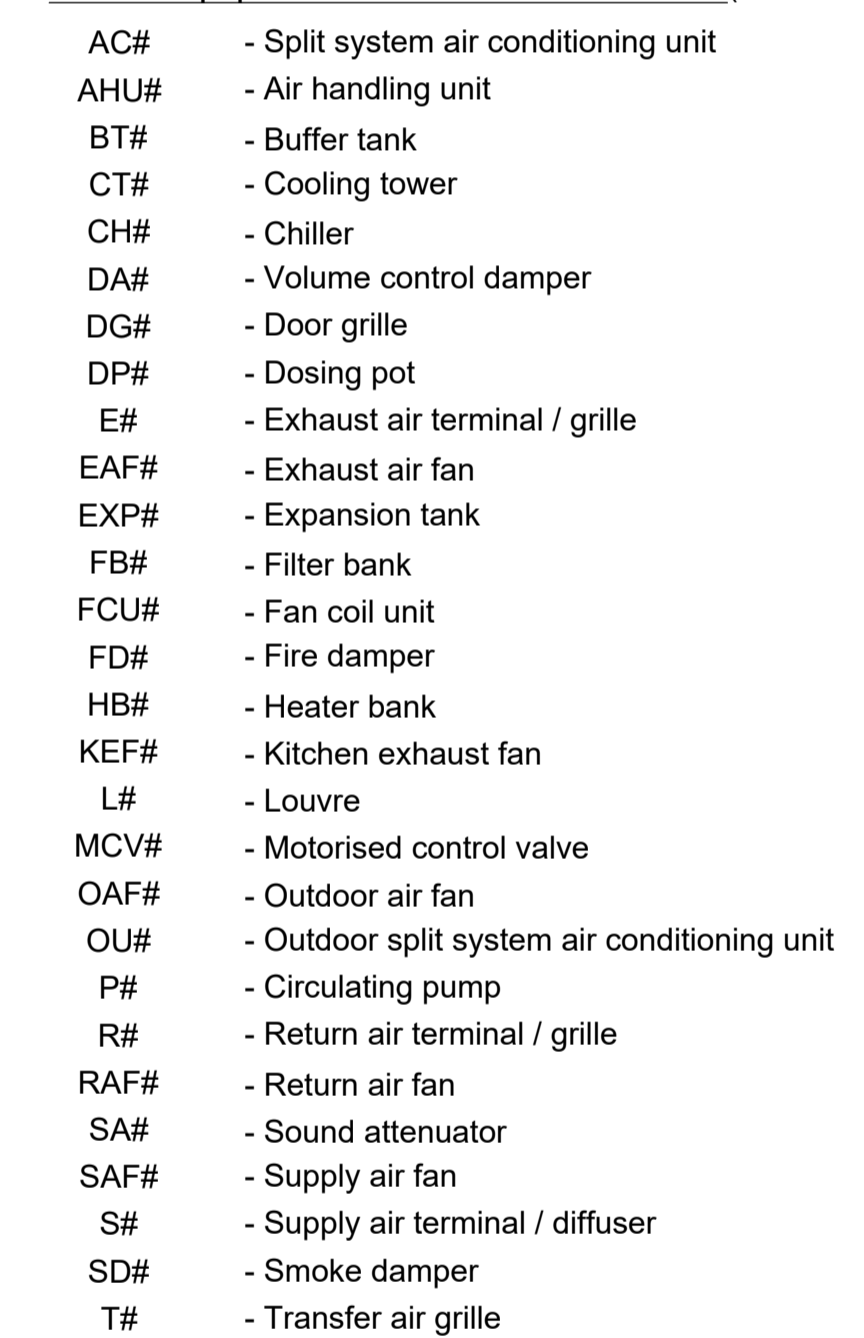 AC# - Split system air conditioning unit
AHU# - Air handling unit
BT# - Buffer tank
CT# - Cooling tower
CH# - Chiller
DA# - Volume control damper
DG# - Door grille
DP# - Dosing pot
E# - Exhaust air terminal / grille
EAF# - Exhaust air fan
EXP# - Expansion tank
FB# - Filter bank
FCU# - Fan coil unit
FD# - Fire damper
HB# - Heater bank
KEF# - Kitchen exhaust fan
L# - Louvre
MCV# - Motorised control valve
OAF# - Outdoor air fan
OU# - Outdoor split system air conditioning unit
P# - Circulating pump
R# - Return air terminal / grille
RAF# - Return air fan
SA# - Sound attenuator
SAF# - Supply air fan
S# - Supply air terminal / diffuser
SD# - Smoke damper
T# - Transfer air grille